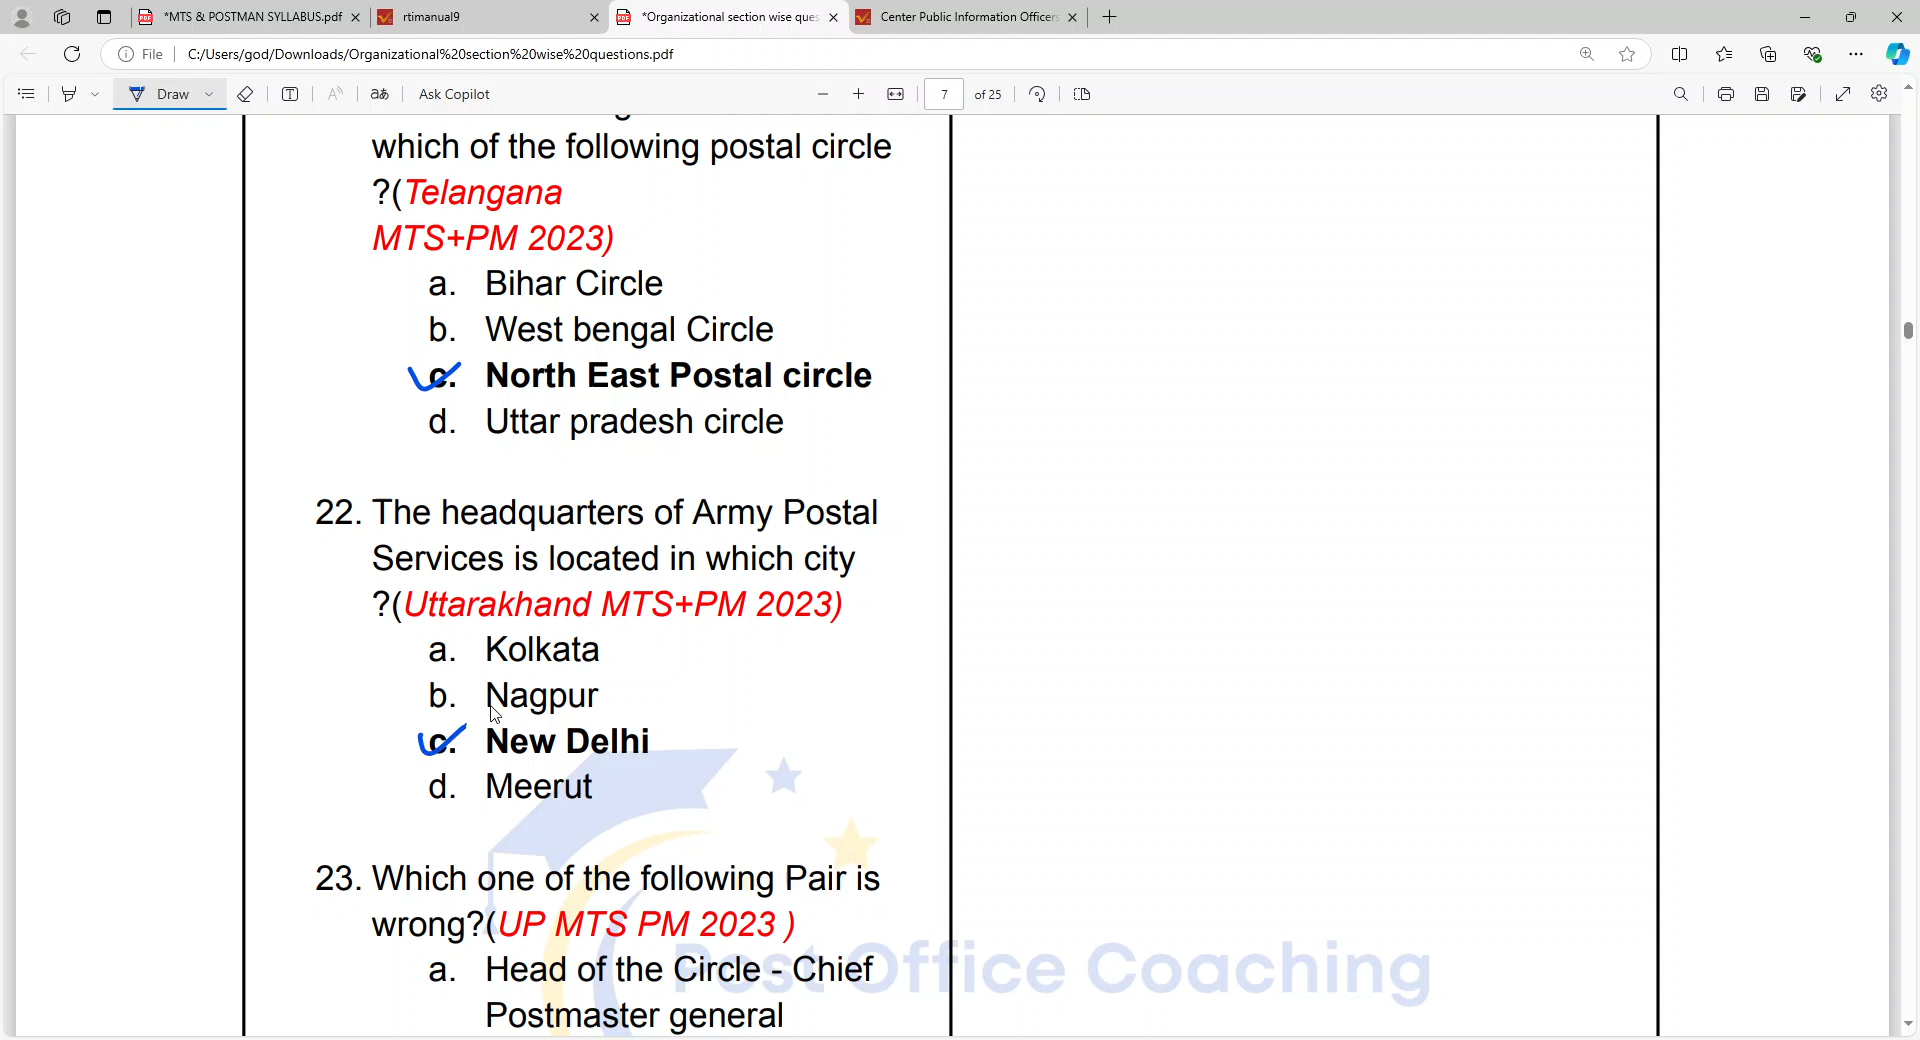 *MTS & POSTMAN SYLLABUS.pdf
rtimanual9
*Organizational section wise ques
Center Public Information Officers
File
C:/Users/god/Downloads/Organizational%20section%20wise%20questions.pdf
Draw
Ask Copilot
7 of 25
which of the following postal circle
?(Telangana
MTS+PM 2023)
a. Bihar Circle
b. West bengal Circle
c. North East Postal circle
d. Uttar pradesh circle
22. The headquarters of Army Postal
Services is located in which city
?(Uttarakhand MTS+PM 2023)
a. Kolkata
b. Nagpur
c. New Delhi
d. Meerut
23. Which one of the following Pair is
wrong?(UP MTS PM 2023 )
a. Head of the Circle - Chief
Postmaster general
Post Office Coaching